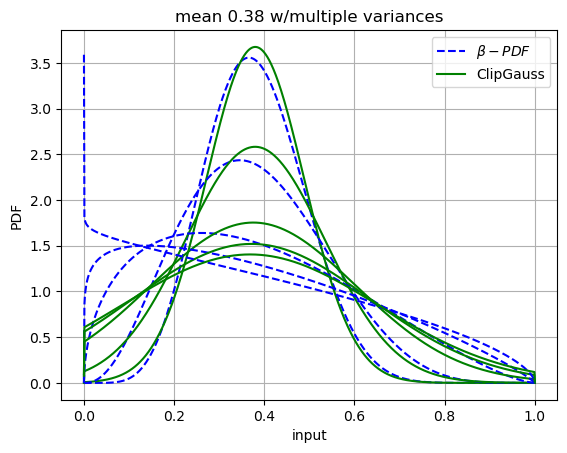 mean 0.38 w/multiple variances
β − PDF
ClipGauss
PDF
3.5
3.0
2.5
2.0
1.5
1.0
0.5
0.0
0.0 0.2 0.4 0.6 0.8 1.0
input